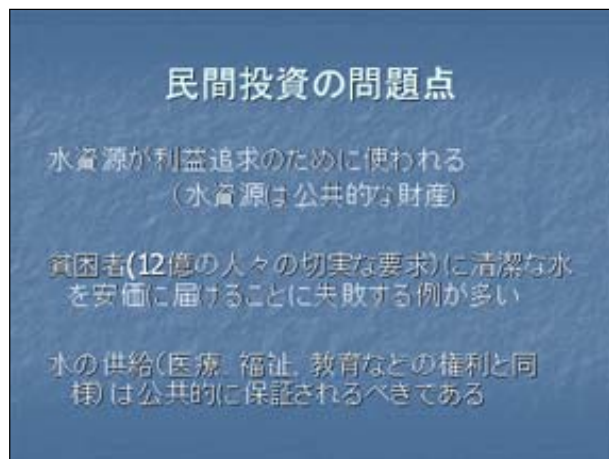 民間投資の問題点
水資源が利益追求のために使われる
(水資源は公共的な財産)
貧困者(12億の人々の切実な要求)に清潔な水
を安価に届けることに失敗する例が多い
水の供給(医療、福祉、教育などの権利と同
様)は公共的に保証されるべきである